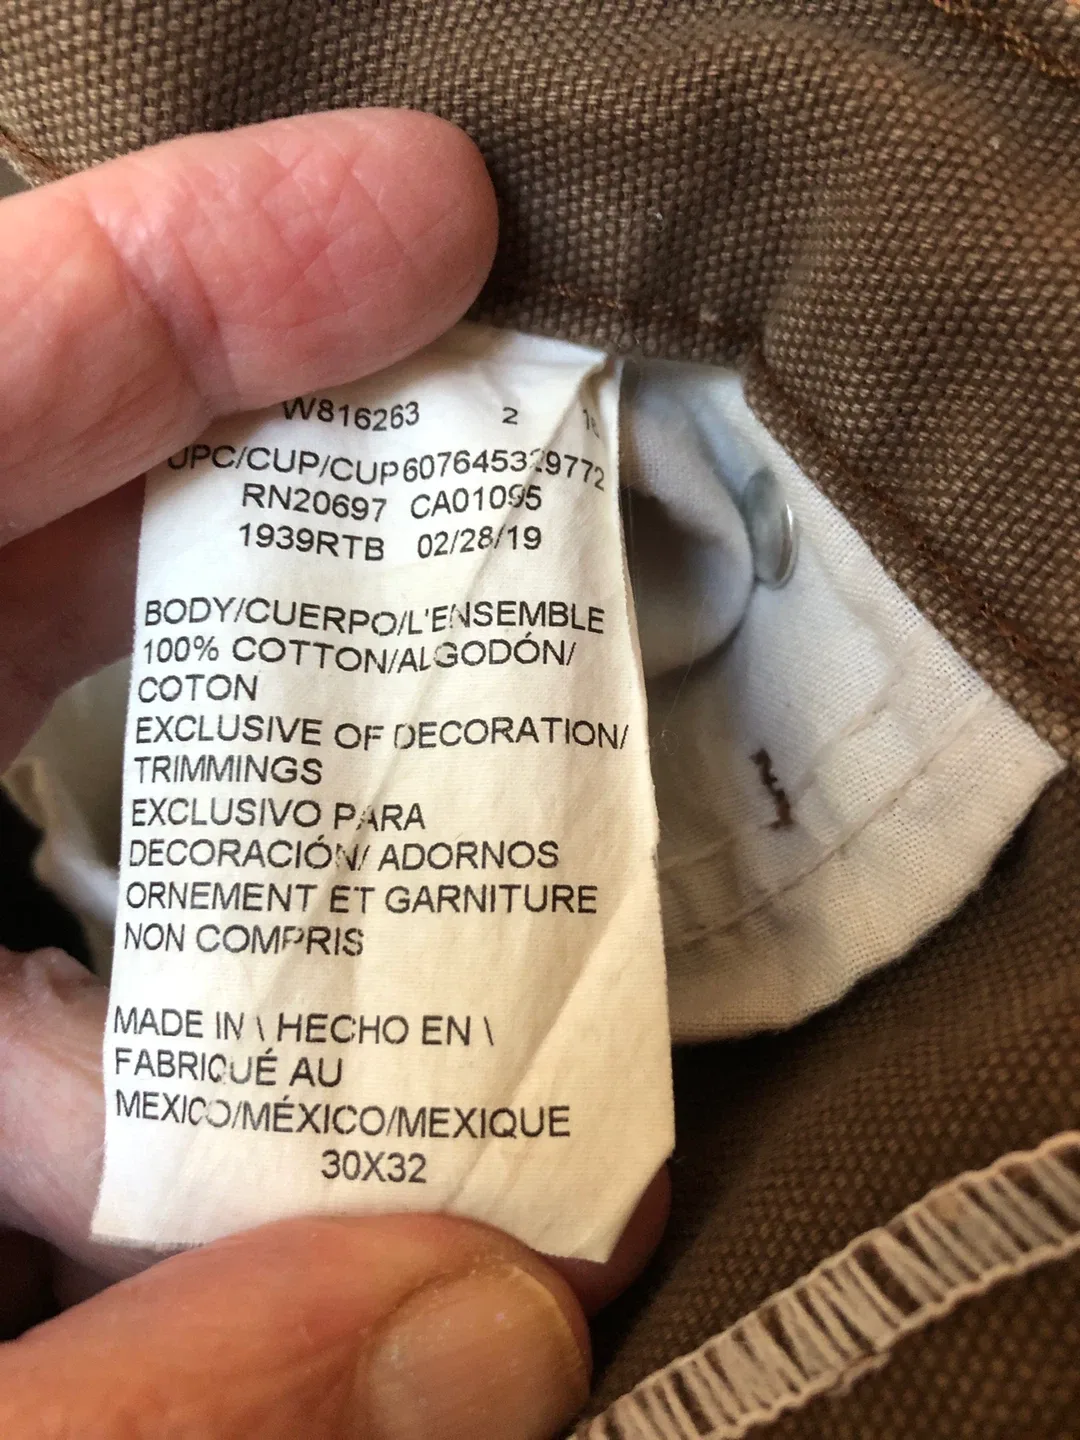 W816263 2
UPC/CUP/CUP
RN20697 CA01095
1939RTB 02/28/19
BODY/CUERPO/L'ENSEMBLE
100% COTTON/ALGODÓN/
COTON
EXCLUSIVE OF DECORATION/
TRIMMINGS
EXCLUSIVO PARA
DECORACIÓN/ ADORNOS
ORNEMENT ET GARNITURE
NON COMPRIS
MADE IN \ HECHO EN \
FABRIQUÉ AU
MEXICO/MÉXICO/MEXIQUE
30X32